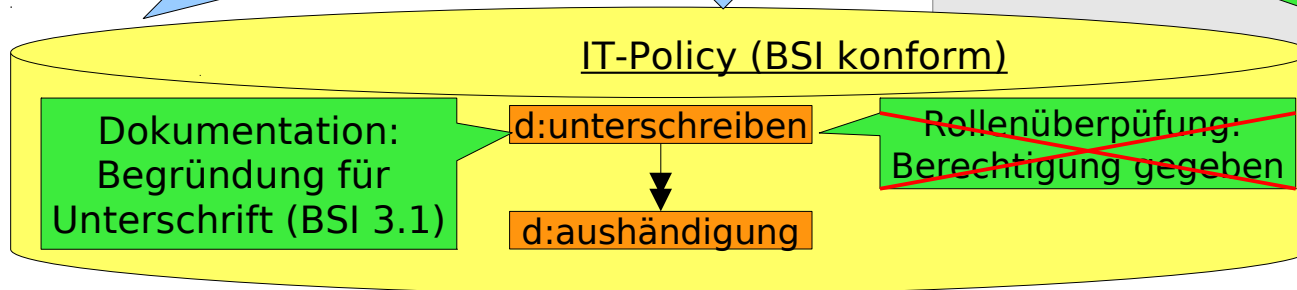 IT-Policy (BSI konform)
Dokumentation:
Begründung für
Unterschrift (BSI 3.1)
d:unterschreiben
d:aushändigung
Rollenüberpüfung:
Berechtigung gegeben